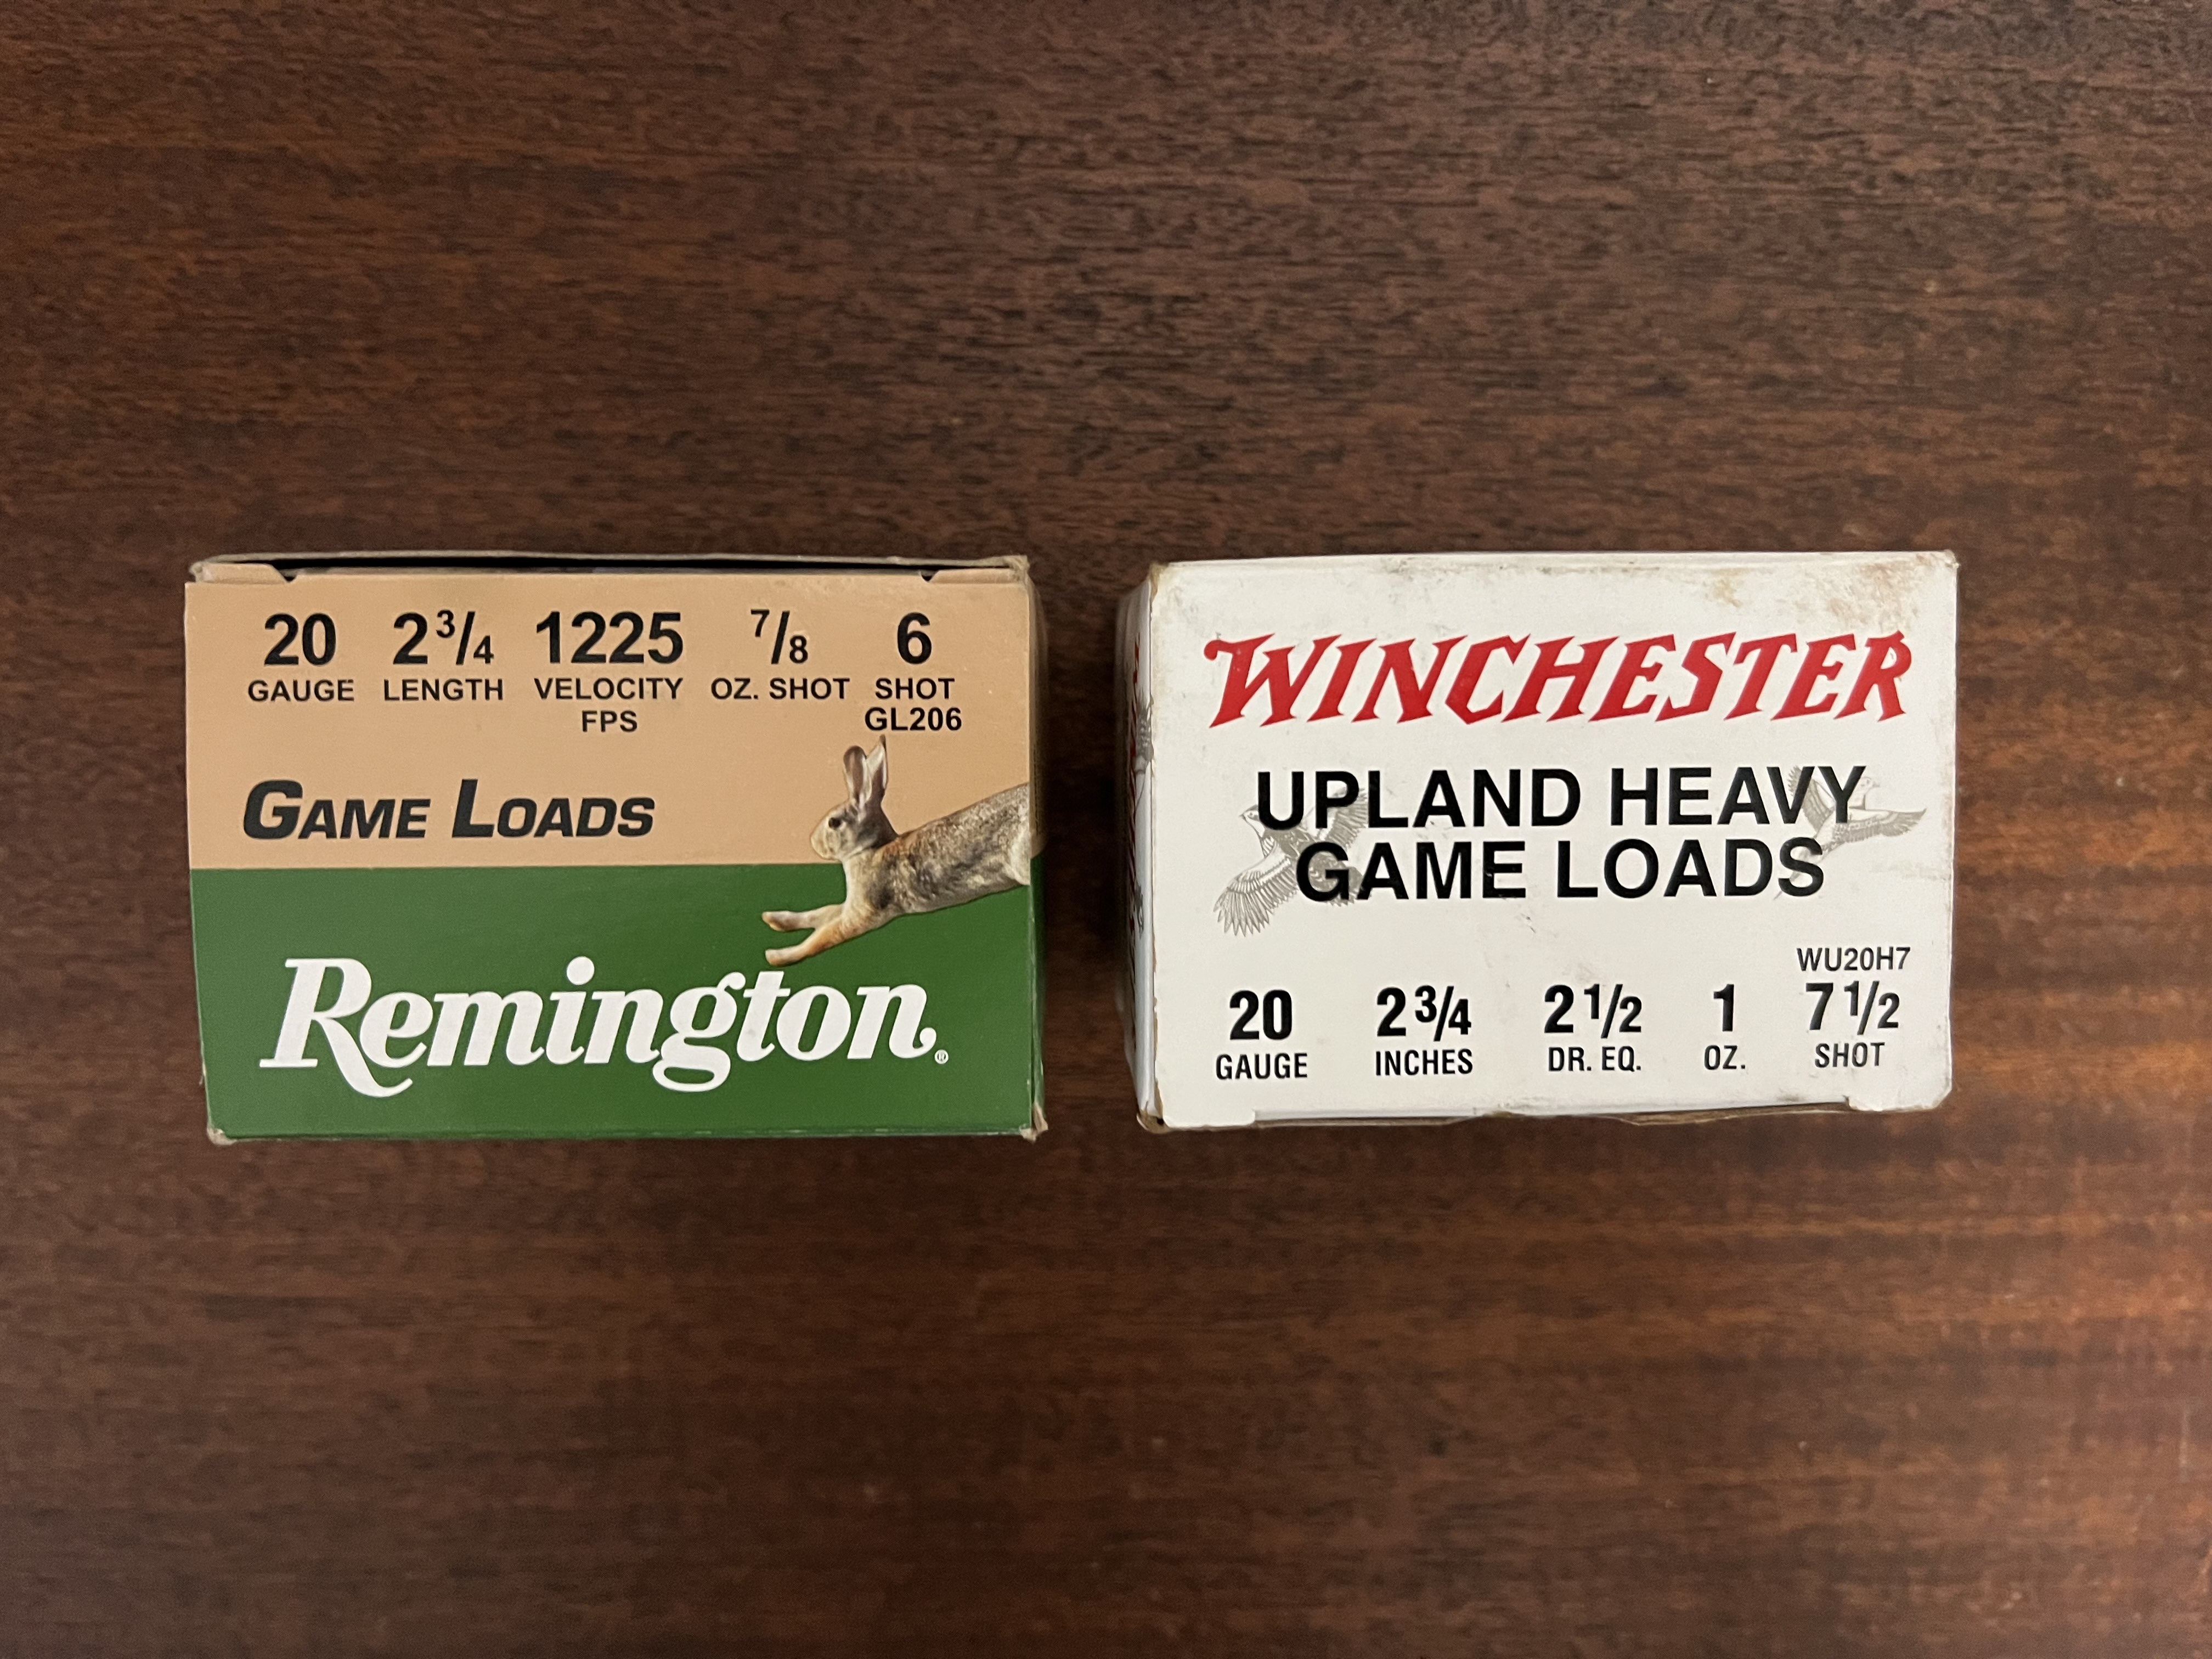 20 2 3/4 1225 7/8 6
GAUGE LENGTH VELOCITY OZ. SHOT SHOT
FPS GL206
GAME LOADS
Remington®
WINCHESTER
UPLAND HEAVY
GAME LOADS
WU20H7
20 2 3/4 2 1/2 1 7 1/2
GAUGE INCHES DR. EQ. OZ. SHOT